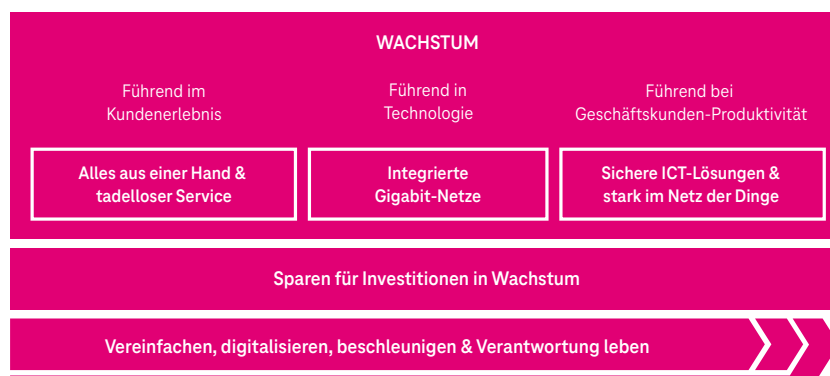 WACHSTUM
Führend im
Kundenerlebnis
Führend in
Technologie
Führend bei
Geschäftskunden-Produktivität
Alles aus einer Hand &
tadelloser Service
Integrierte
Gigabit-Netze
Sichere ICT-Lösungen &
stark im Netz der Dinge
Sparen für Investitionen in Wachstum
Vereinfachen, digitalisieren, beschleunigen & Verantwortung leben